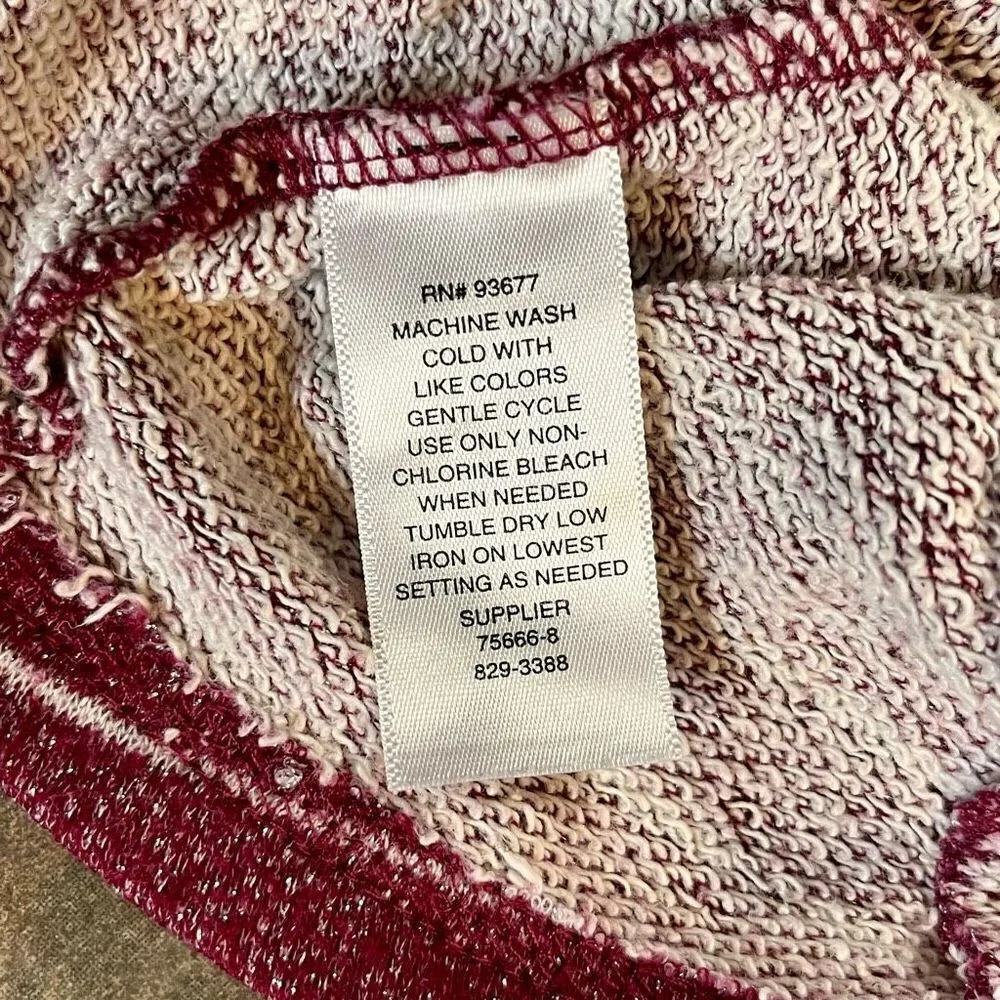 RN# 93677
MACHINE WASH
COLD WITH
LIKE COLORS
GENTLE CYCLE
USE ONLY NON-
CHLORINE BLEACH
WHEN NEEDED
TUMBLE DRY LOW
IRON ON LOWEST
SETTING AS NEEDED
SUPPLIER
75666-8
829-3388